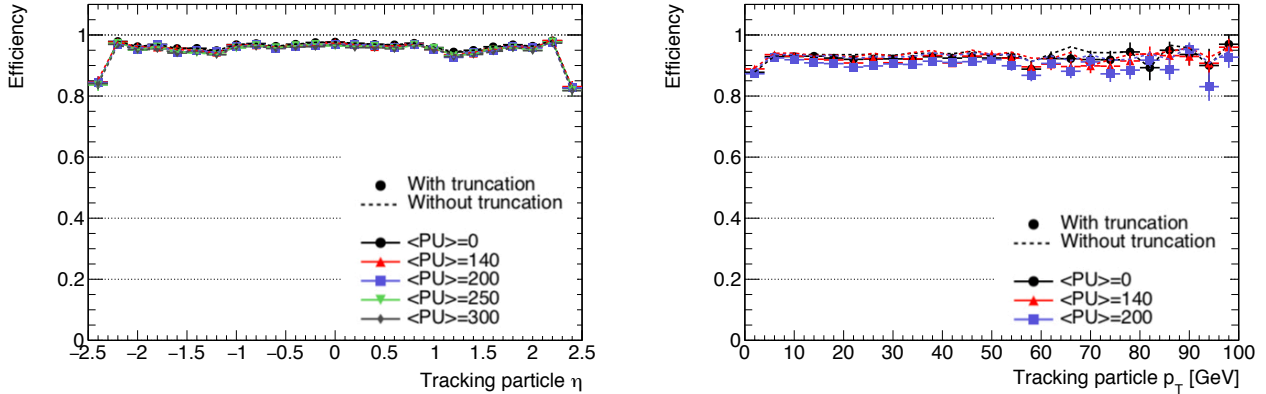 Efficiency
1
0.8
0.6
0.4
0.2
0
With truncation
Without truncation
<PU>=0
<PU>=140
<PU>=200
<PU>=250
<PU>=300
−2.5 −2 −1.5 −1 −0.5 0 0.5 1 1.5 2 2.5
Tracking particle η
Efficiency
1
0.8
0.6
0.4
0.2
0
With truncation
Without truncation
<PU>=0
<PU>=140
<PU>=200
0 10 20 30 40 50 60 70 80 90 100
Tracking particle p_T [GeV]